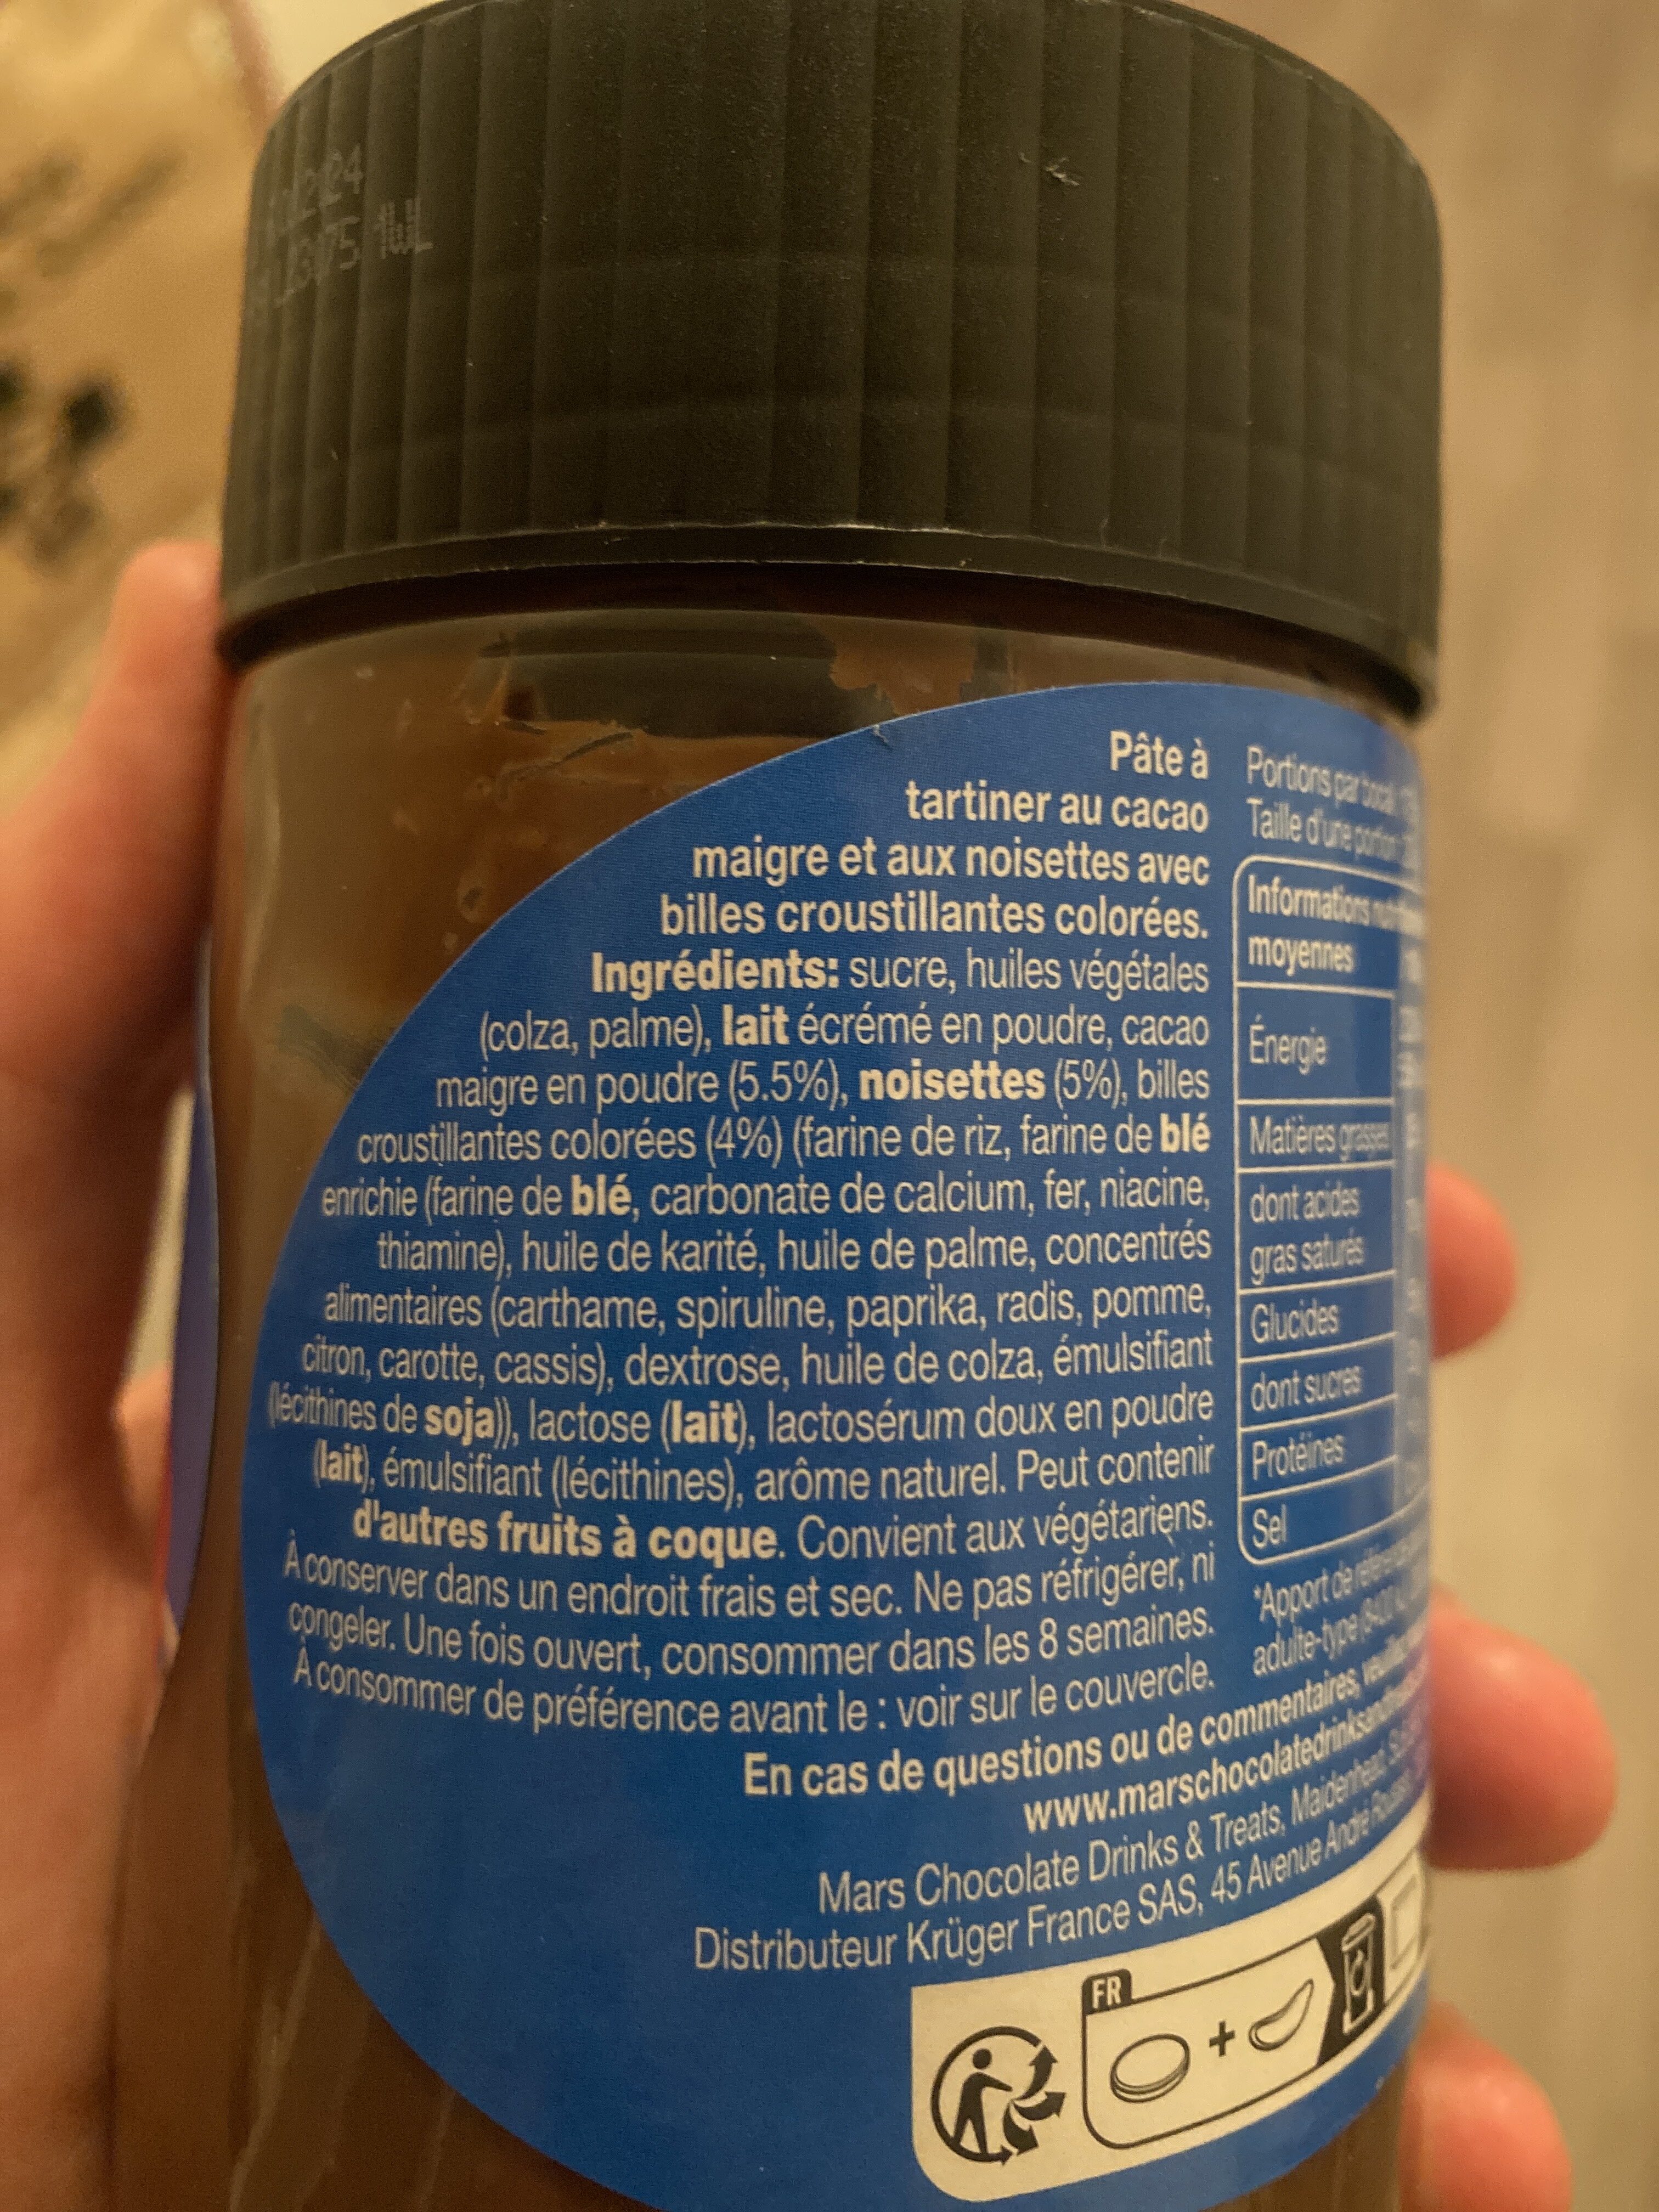 Pâte à
tartiner au cacao
maigre et aux noisettes avec
billes croustillantes colorées.
Ingrédients: sucre, huiles végétales
(colza, palme), lait écrémé en poudre, cacao
maigre en poudre (5.5%), noisettes (5%), billes
croustillantes colorées (4%) (farine de riz, farine de blé
enrichie (farine de blé, carbonate de calcium, fer, niacine,
thiamine), huile de karité, huile de palme, concentrés
alimentaires (carthame, spiruline, paprika, radis, pomme,
citron, carotte, cassis), dextrose, huile de colza, émulsifiant
(lécithines de soja)), lactose (lait), lactosérum doux en poudre
(lait), émulsifiant (lécithines), arôme naturel. Peut contenir
d'autres fruits à coque. Convient aux végétariens.
À conserver dans un endroit frais et sec. Ne pas réfrigérer, ni
congeler. Une fois ouvert, consommer dans les 8 semaines.
À consommer de préférence avant le : voir sur le couvercle.
En cas de questions ou de commentaires,
www.marschocolatedrinksand
Mars Chocolate Drinks & Treats, Maidenhead,
Distributeur Krüger France SAS, 45 Avenue André
Portions par bocal
Taille d'une portion
Informations
moyennes
Énergie
Matières grasses
dont acides
gras saturés
Glucides
dont sucres
Protéines
Sel
*Apport de
adulte-type
FR
+